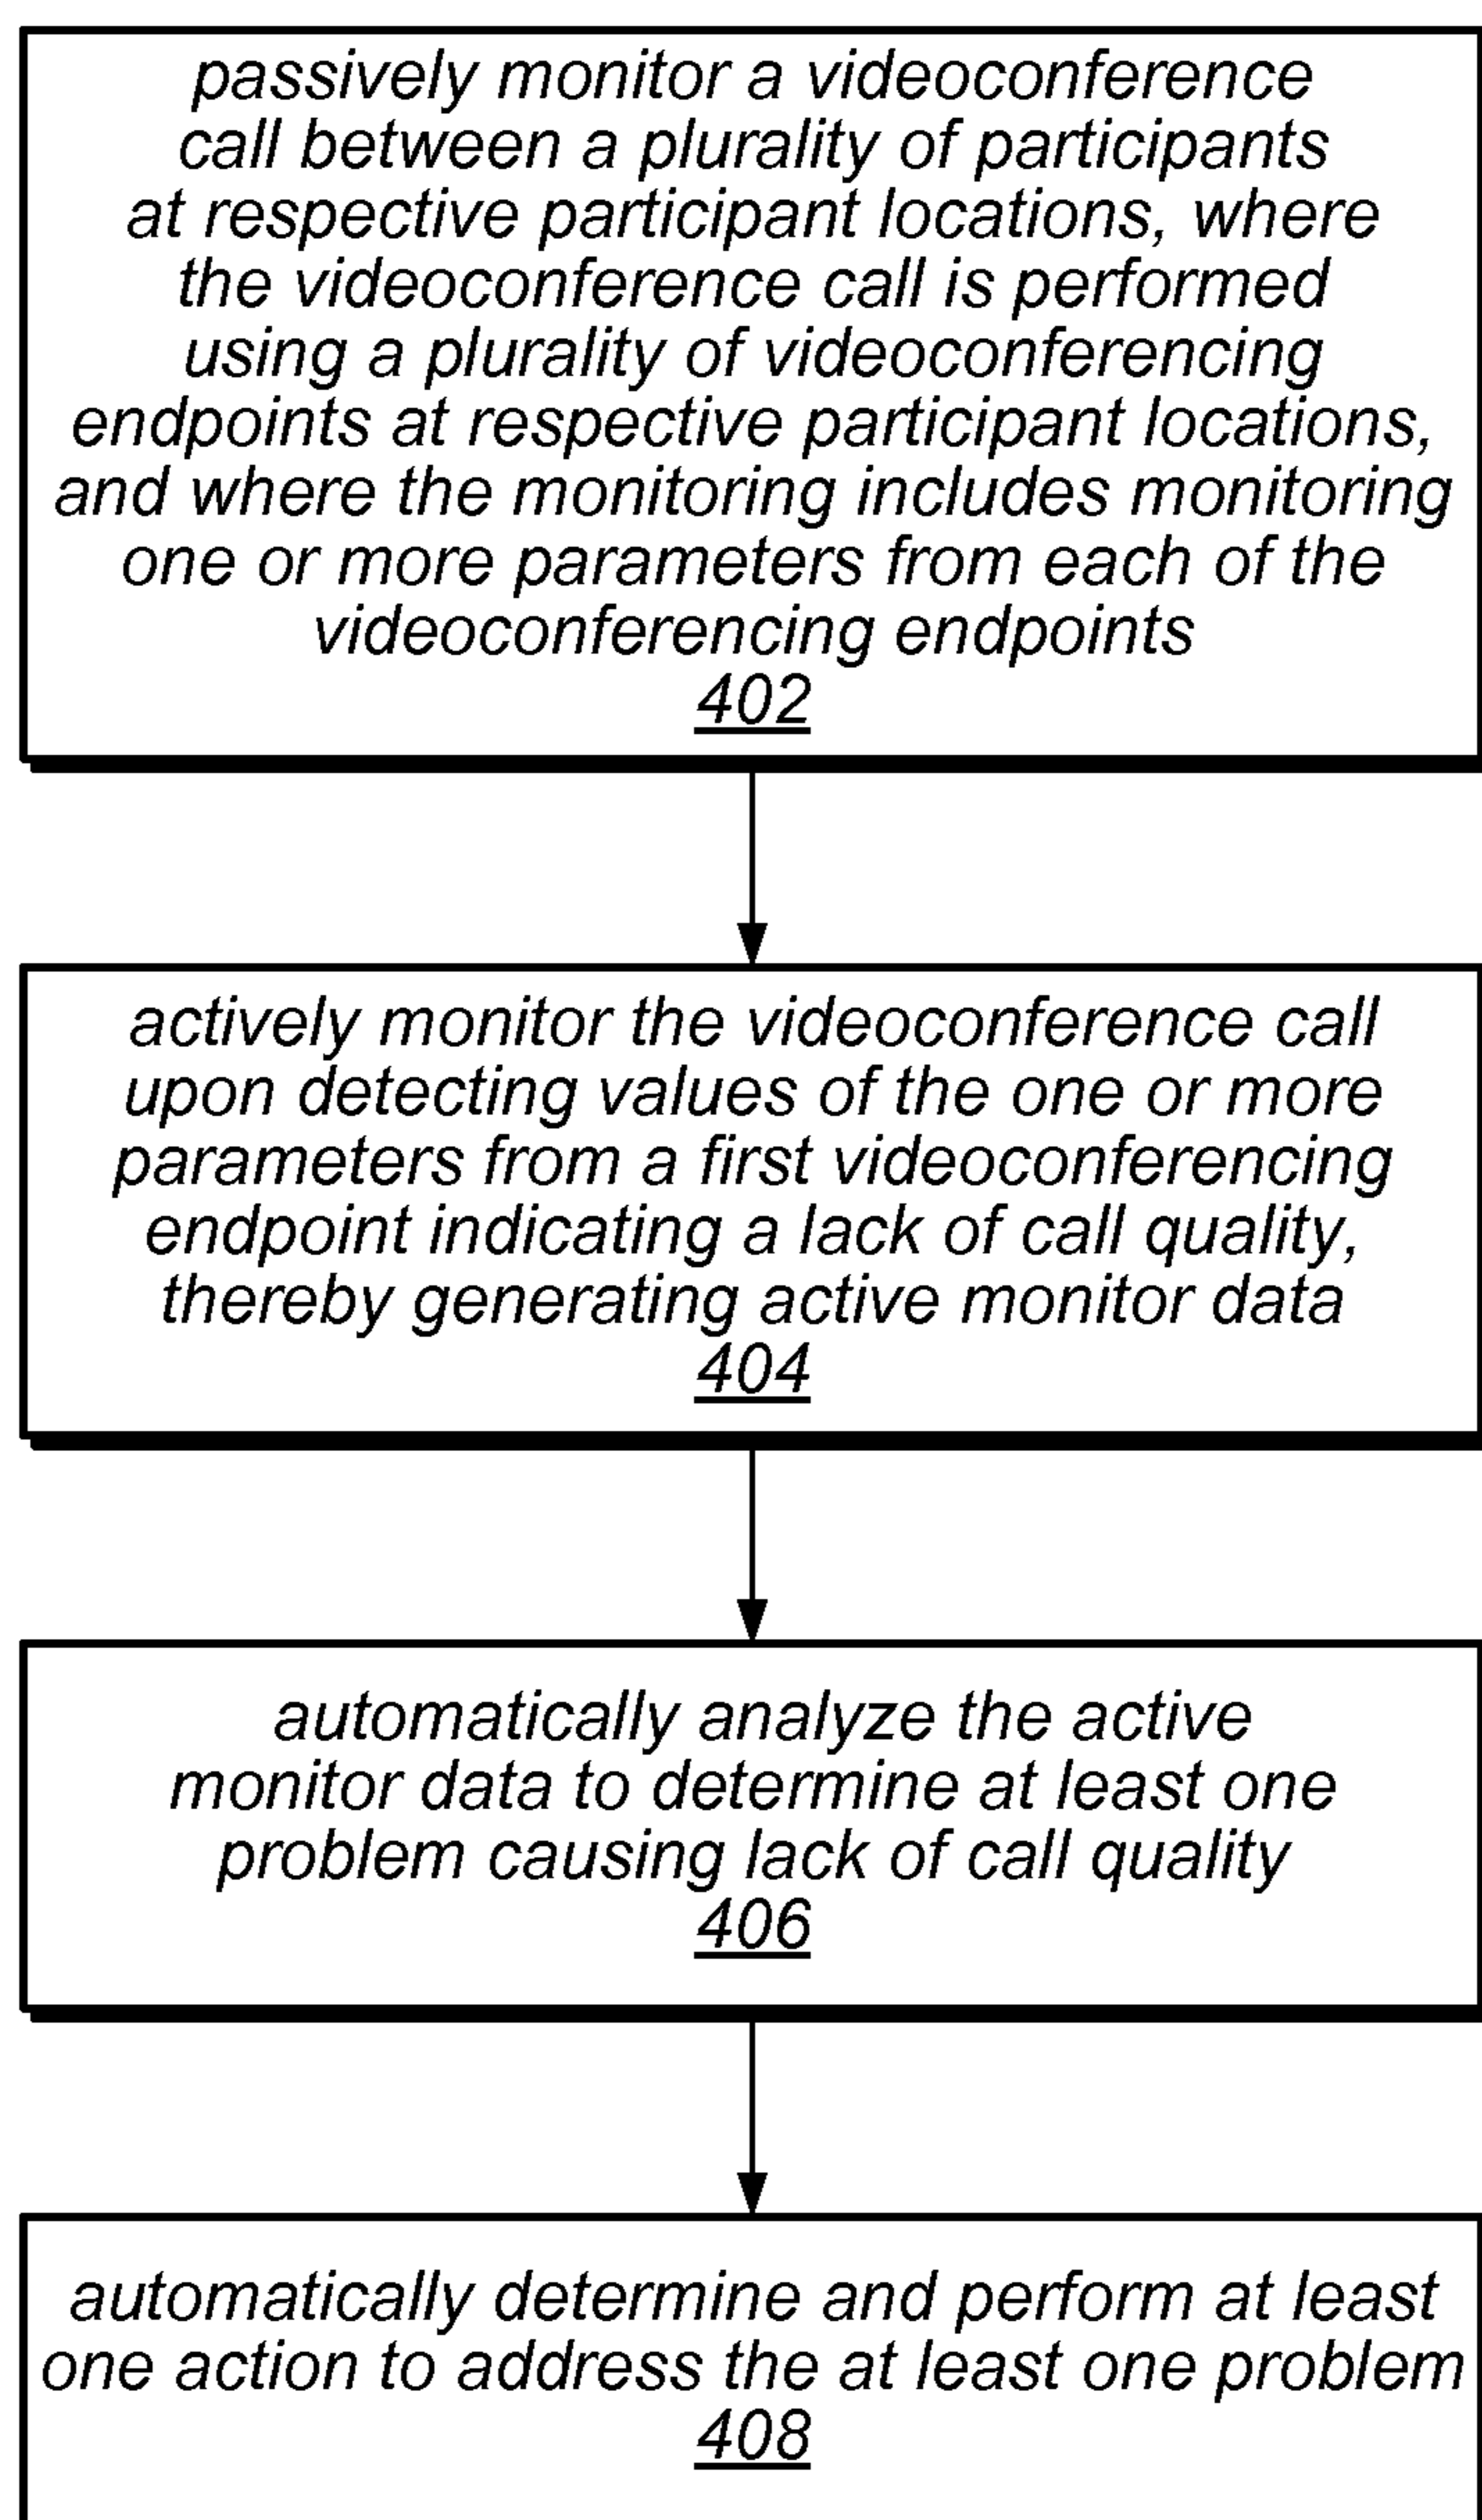 passively monitor a videoconference
call between a plurality of participants
at respective participant locations, where
the videoconference call is performed
using a plurality of videoconferencing
endpoints at respective participant locations,
and where the monitoring includes monitoring
one or more parameters from each of the
videoconferencing endpoints
402
actively monitor the videoconference call
upon detecting values of the one or more
parameters from a first videoconferencing
endpoint indicating a lack of call quality,
thereby generating active monitor data
404
automatically analyze the active
monitor data to determine at least one
problem causing lack of call quality
406
automatically determine and perform at least
one action to address the at least one problem
408